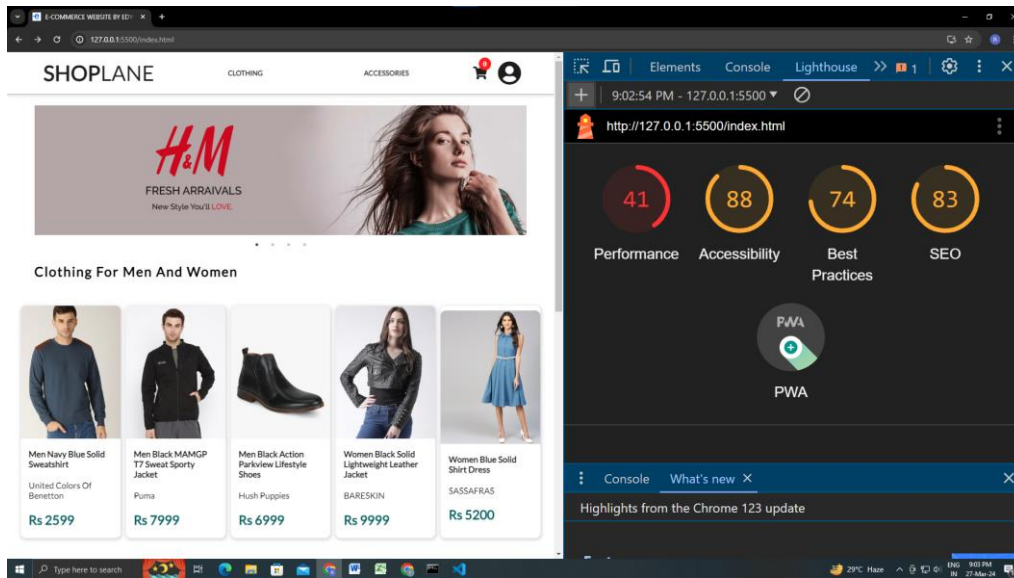 E-COMMERCE WEBSITE BY EDY
127.0.0.1:5500/index.html
SHOPLANE
CLOTHING
ACCESSORIES
0
H&M
FRESH ARRAIVALS
New Style You'll LOVE.
Clothing For Men And Women
Men Navy Blue Solid
Sweatshirt
United Colors Of
Benetton
Rs 2599
Men Black MAMGP
T7 Sweat Sporty
Jacket
Puma
Rs 7999
Men Black Action
Parkview Lifestyle
Shoes
Hush Puppies
Rs 6999
Women Black Solid
Lightweight Leather
Jacket
BARESKIN
Rs 9999
Women Blue Solid
Shirt Dress
SASSAFRAS
Rs 5200
Elements Console Lighthouse 1
9:02:54 PM - 127.0.0.1:5500
http://127.0.0.1:5500/index.html
41
Performance
88
Accessibility
74
Best
Practices
83
SEO
PWA
PWA
Console What's new
Highlights from the Chrome 123 update
Type here to search
29°C Haze
ENG
IN
9:03 PM
27-Mar-24